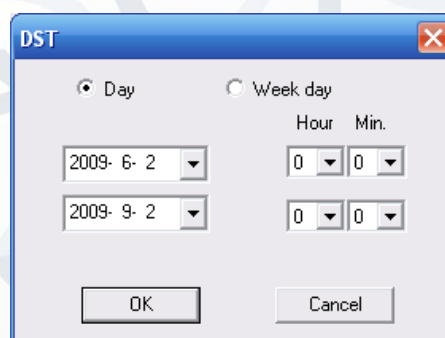 DST
Day Week day
Hour Min.
2009- 6- 2 0 0
2009- 9- 2 0 0
OK Cancel